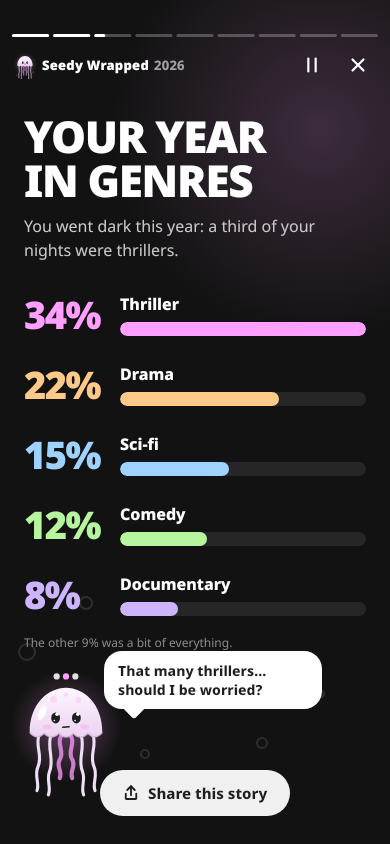 Seedy Wrapped 2026
YOUR YEAR
IN GENRES
You went dark this year: a third of your
nights were thrillers.
34% Thriller
22% Drama
15% Sci-fi
12% Comedy
8% Documentary
The other 9% was a bit of everything.
That many thrillers...
should I be worried?
Share this story